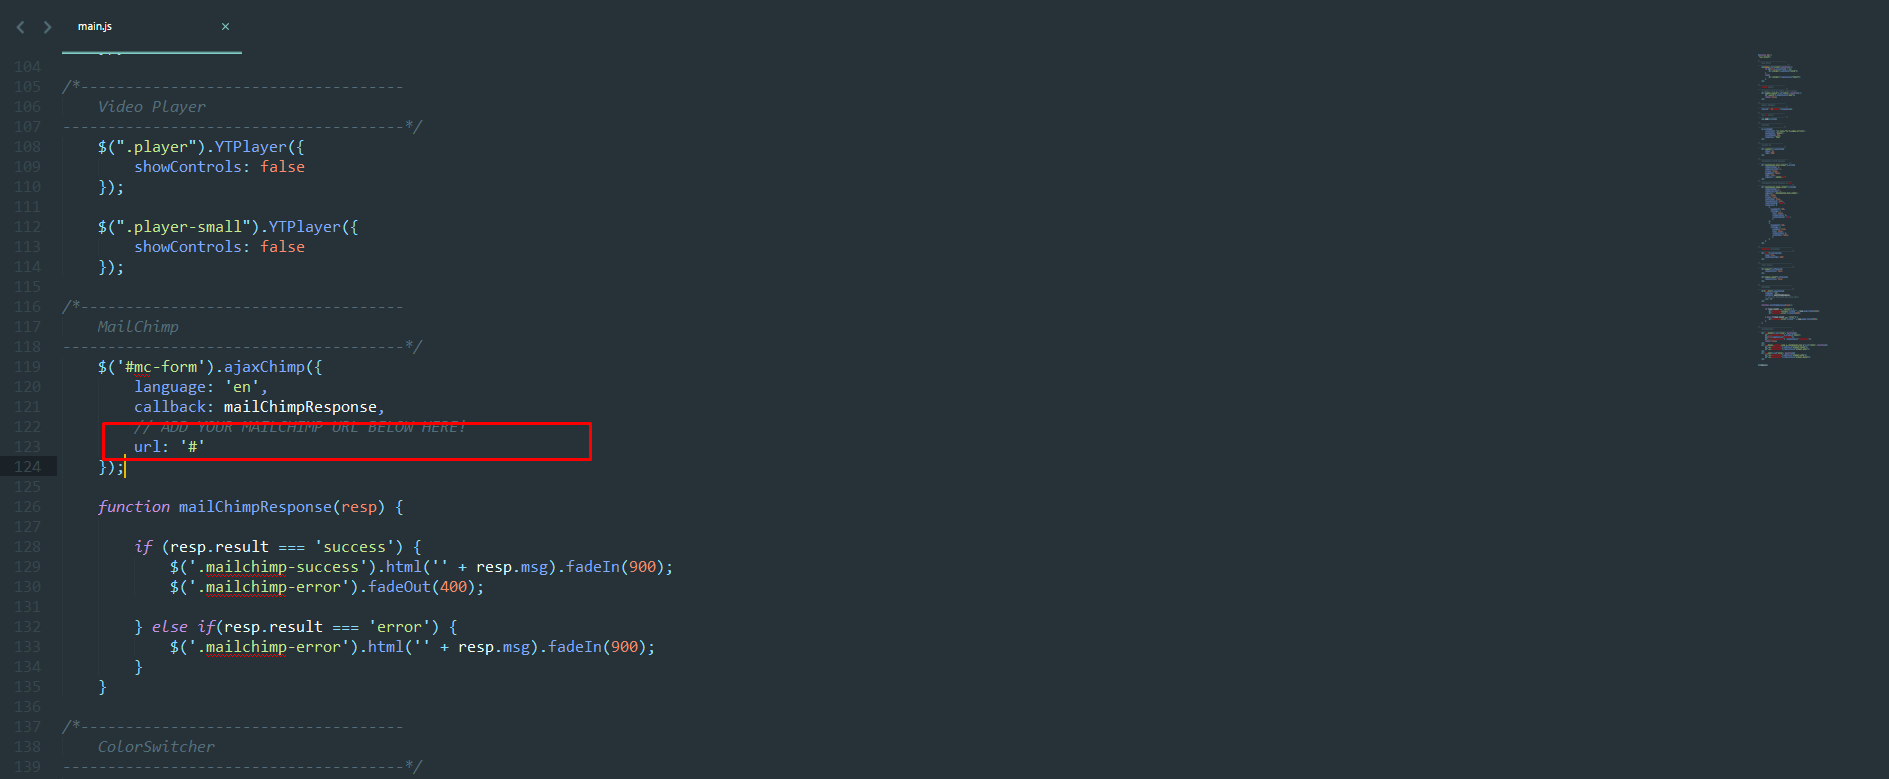 main.js ×
104
105 /*------------------------------------
106 Video Player
107 --------------------------------------*/
108 $(".player").YTPlayer({
109 showControls: false
110 });
111
112 $(".player-small").YTPlayer({
113 showControls: false
114 });
115
116 /*------------------------------------
117 MailChimp
118 --------------------------------------*/
119 $('#mc-form').ajaxChimp({
120 language: 'en',
121 callback: mailChimpResponse,
122 // ADD YOUR MAILCHIMP URL BELOW HERE!
123 url: '#'
124 });
125
126 function mailChimpResponse(resp) {
127
128 if (resp.result === 'success') {
129 $('.mailchimp-success').html('' + resp.msg).fadeIn(900);
130 $('.mailchimp-error').fadeOut(400);
131
132 } else if(resp.result === 'error') {
133 $('.mailchimp-error').html('' + resp.msg).fadeIn(900);
134 }
135 }
136
137 /*------------------------------------
138 ColorSwitcher
139 --------------------------------------*/